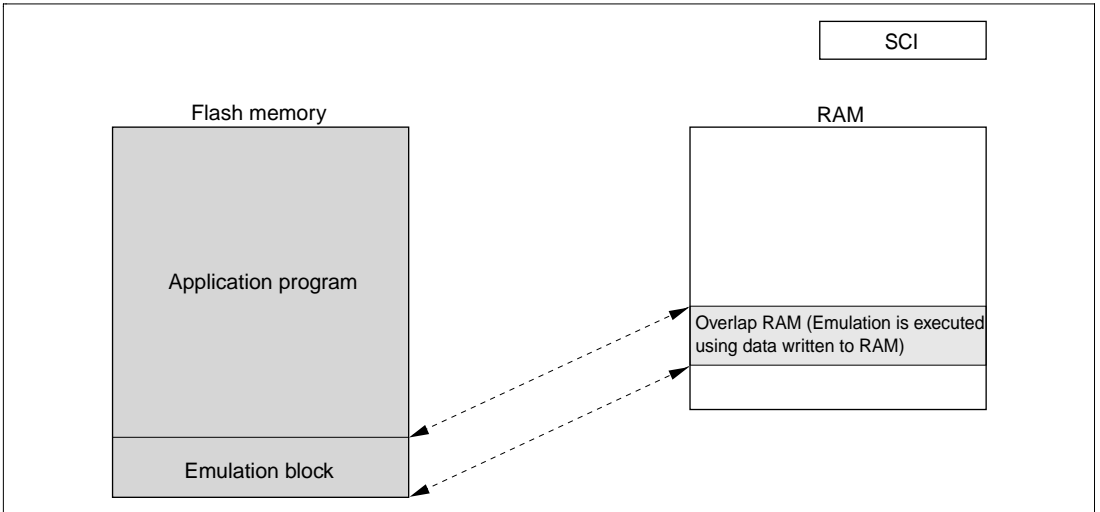 SCI
Flash memory
RAM
Application program
Overlap RAM (Emulation is executed
using data written to RAM)
Emulation block